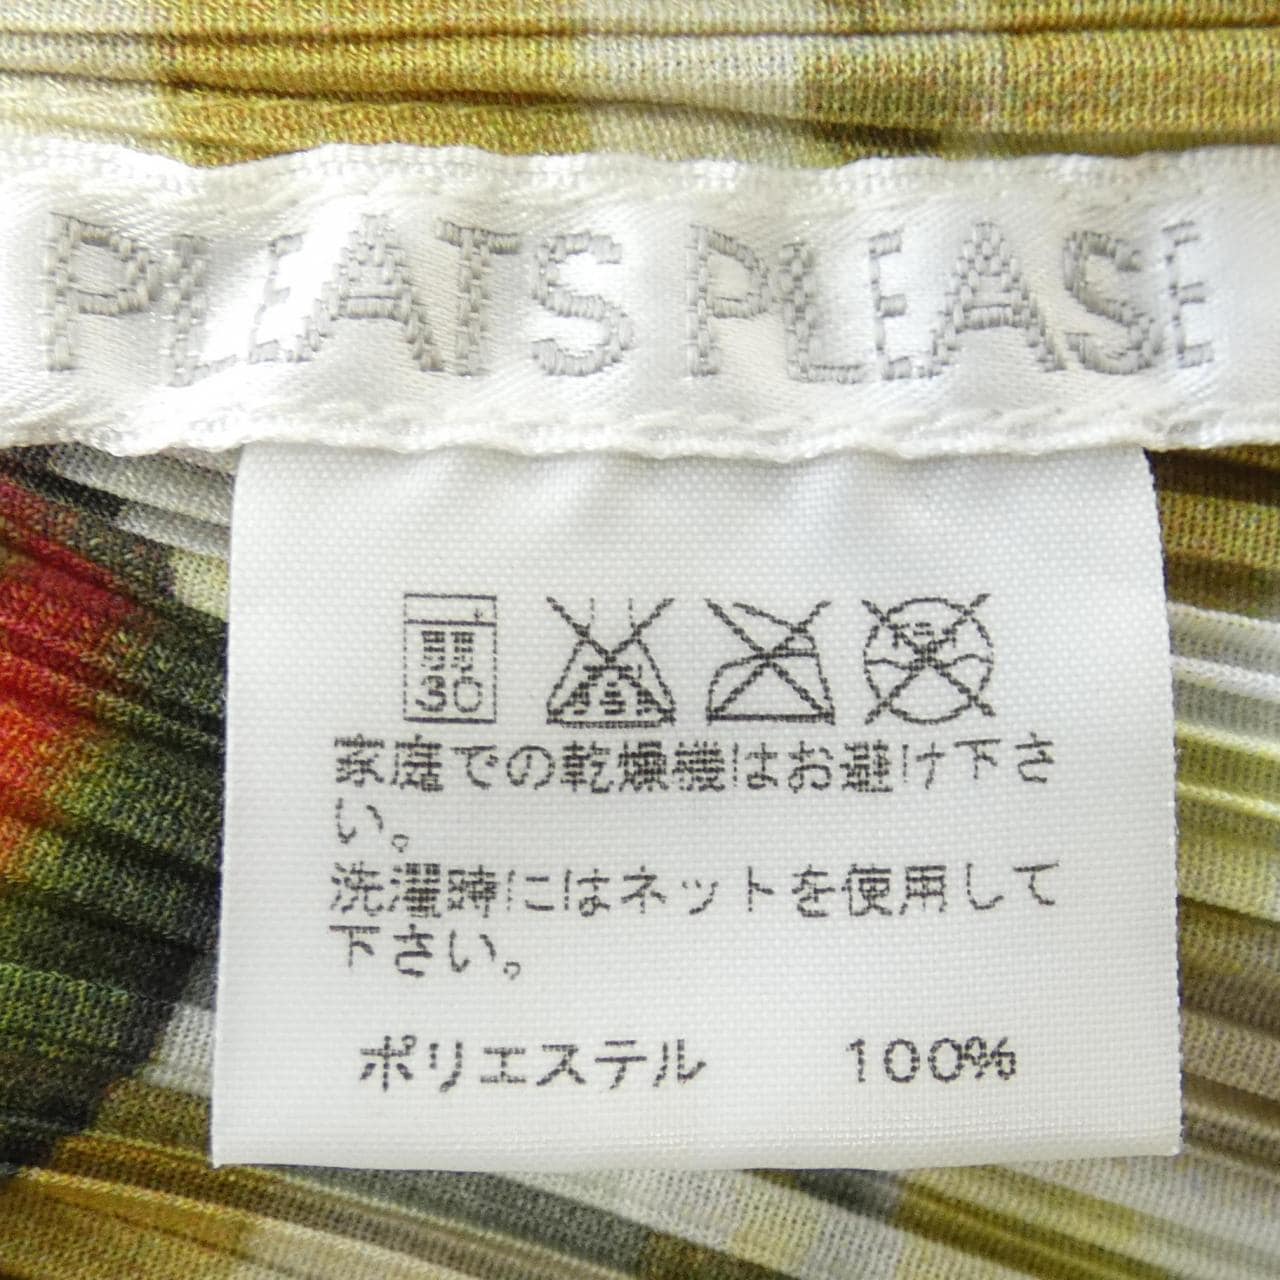 PLEATS PLEASE
弱
30
家庭での乾燥機はお避け下さ
い。
洗濯時にはネットを使用して
下さい。
ポリエステル 100%